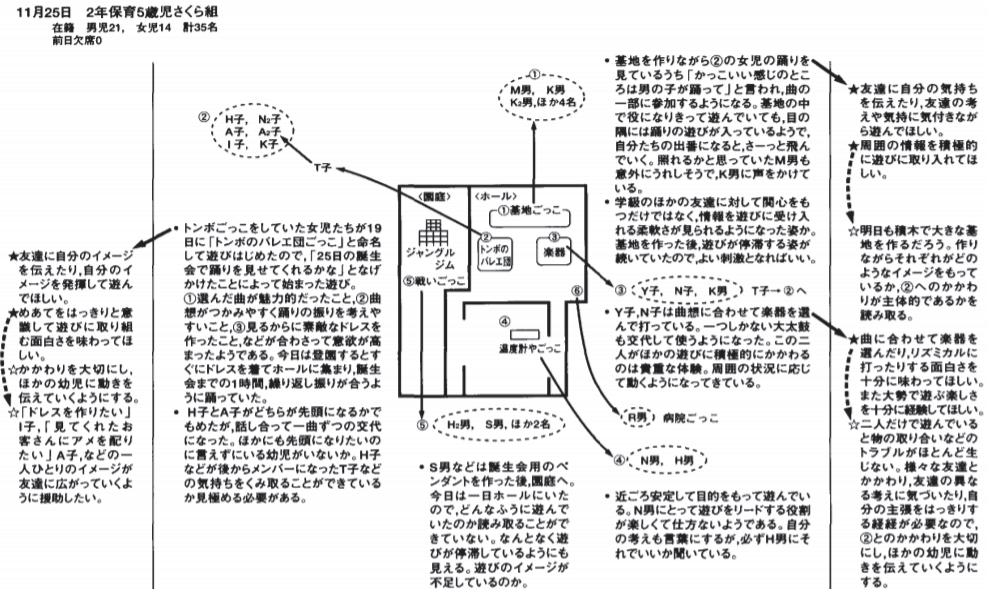 11月25日　2年保育5歳児さくら組
在籍　男児21,　女児14　計35名
前日欠席0
★友達に自分のイメージ
を伝えたり,自分のイ
メージを発揮して遊ん
でほしい。
★めあてをはっきりと意
識して遊びに取り組
む面白さを味わってほ
しい。
☆かかわりを大切にし,
ほかの幼児に動きを
伝えていくようにする。
☆「ドレスを作りたい」
I子,「見てくれたお
客さんにアメを配り
たい」A子,などの一
人ひとりのイメージが
友達に広がっていくよ
うに援助したい。
• トンボごっこをしていた女児たちが19
日に「トンボのバレエ団ごっこ」と命名
して遊びはじめたので,「25日の誕生
会で踊りを見せてくれるかな」となげ
かけたことによって始まった遊び。
①選んだ曲が魅力的だったこと,②曲
想がつかみやすく踊りの振りを考えや
すいこと,③見るからに素敵なドレスを
作ったこと,などが合わさって意欲が高
まったようである。今日は登園するとす
ぐにドレスを着てホールに集まり,誕生
会までの1時間,繰り返し振りが合うよ
うに踊っていた。
• H子とA子がどちらが先頭になるかで
もめたが,話し合って一曲ずつの交代
になった。ほかにも先頭になりたいの
に言えずにいる幼児がいないか。H子
などが後からメンバーになったT子など
の気持ちをくみ取ることができている
か見極める必要がある。
②
H子,　N₂子
A子,　A₂子
I子,　K子
T子
①
M男,　K男
K₂男,ほか4名
〈園庭〉
〈ホール〉
①基地ごっこ
ジャングル
ジム
②
トンボの
バレエ団
③
楽器
⑤戦いごっこ
⑥
④
温度計やごっこ
③　Y子,　N子,　K男　T子→②へ
⑤　H₂男,　S男,ほか2名
R男　病院ごっこ
④　N男,　H男
• S男などは誕生会用のペ
ンダントを作った後,園庭へ。
今日は一日ホールにいた
ので,どんなふうに遊んで
いたのか読み取ることがで
きていない。なんとなく遊
びが停滞しているようにも
見える。遊びのイメージが
不足しているのか。
• 基地を作りながら②の女児の踊りを
見ているうち「かっこいい感じのとこ
ろは男の子が踊って」と言われ,曲の
一部に参加するようになる。基地の中
で役になりきって遊んでいても,目の
隅には踊りの遊びが入っているようで,
自分たちの出番になると,さーっと飛ん
でいく。照れるかと思っていたM男も
意外にうれしそうで,K男に声をかけて
いる。
• 学級のほかの友達に対して関心をも
つだけではなく,情報を遊びに受け入
れる柔軟さが見られるようになった姿か。
基地を作った後,遊びが停滞する姿が
続いていたので,よい刺激となればいい。
• Y子,N子は曲想に合わせて楽器を選
んで打っている。一つしかない大太鼓
も交代して使うようになった。この二
人がほかの遊びに積極的にかかわる
のは貴重な体験。周囲の状況に応じ
て動くようになってきている。
• 近ごろ安定して目的をもって遊んでい
る。N男にとって遊びをリードする役割
が楽しくて仕方ないようである。自分
の考えも言葉にするが,必ずH男にそ
れでいいか聞いている。
★友達に自分の気持ち
を伝えたり,友達の考
えや気持に気付きなが
ら遊んでほしい。
★周囲の情報を積極的
に遊びに取り入れてほ
しい。
☆明日も積木で大きな基
地を作るだろう。作り
ながらそれぞれがどの
ようなイメージをもって
いるか,②へのかかわ
りが主体的であるかを
読み取る。
★曲に合わせて楽器を
選んだり,リズミカルに
打ったりする面白さを
十分に味わってほしい。
また大勢で遊ぶ楽しさ
を十分に経験してほしい。
☆二人だけで遊んでいる
と物の取り合いなどの
トラブルがほとんど生
じない。様々な友達と
かかわり,友達の異な
る考えに気づいたり,自
分の主張をはっきりす
る経経が必要なので,
②とのかかわりを大切
にし,ほかの幼児に動
きを伝えていくように
する。